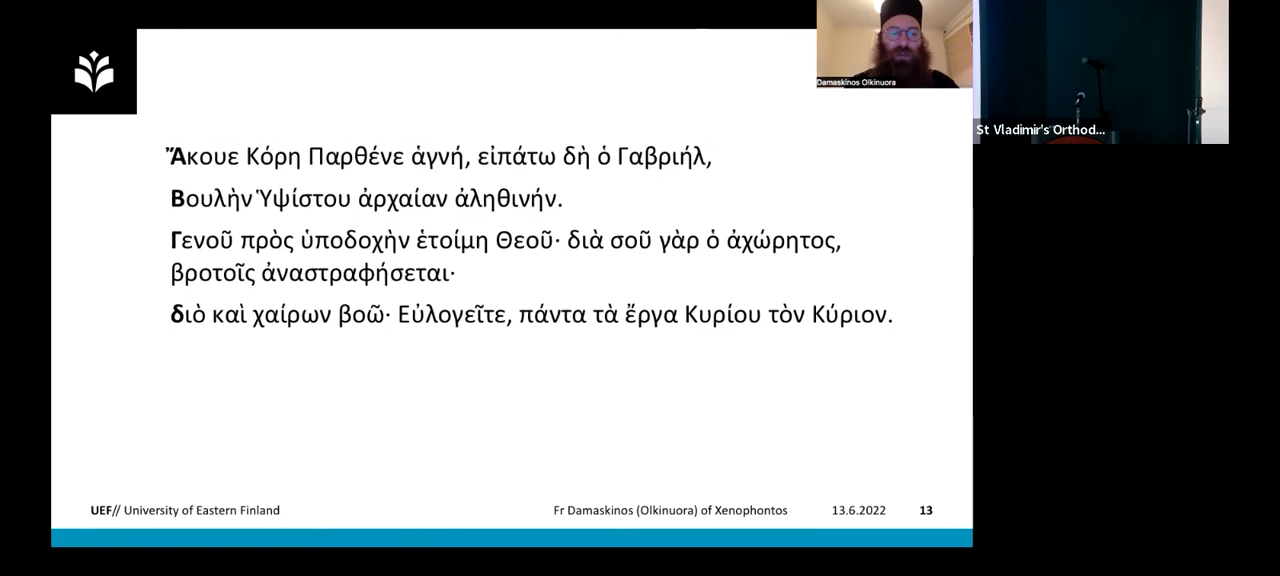 Damaskinos Olkinuora
St Vladimir's Orthod...
Ἄκουε Κόρη Παρθένε ἁγνή, εἰπάτω δὴ ὁ Γαβριήλ,
Βουλὴν Ὑψίστου ἀρχαίαν ἀληθινήν.
Γενοῦ πρὸς ὑποδοχὴν ἑτοίμη Θεοῦ· διὰ σοῦ γὰρ ὁ ἀχώρητος,
βροτοῖς ἀναστραφήσεται·
διὸ καὶ χαίρων βοῶ· Εὐλογεῖτε, πάντα τὰ ἔργα Κυρίου τὸν Κύριον.
UEF// University of Eastern Finland Fr Damaskinos (Olkinuora) of Xenophontos 13.6.2022 13